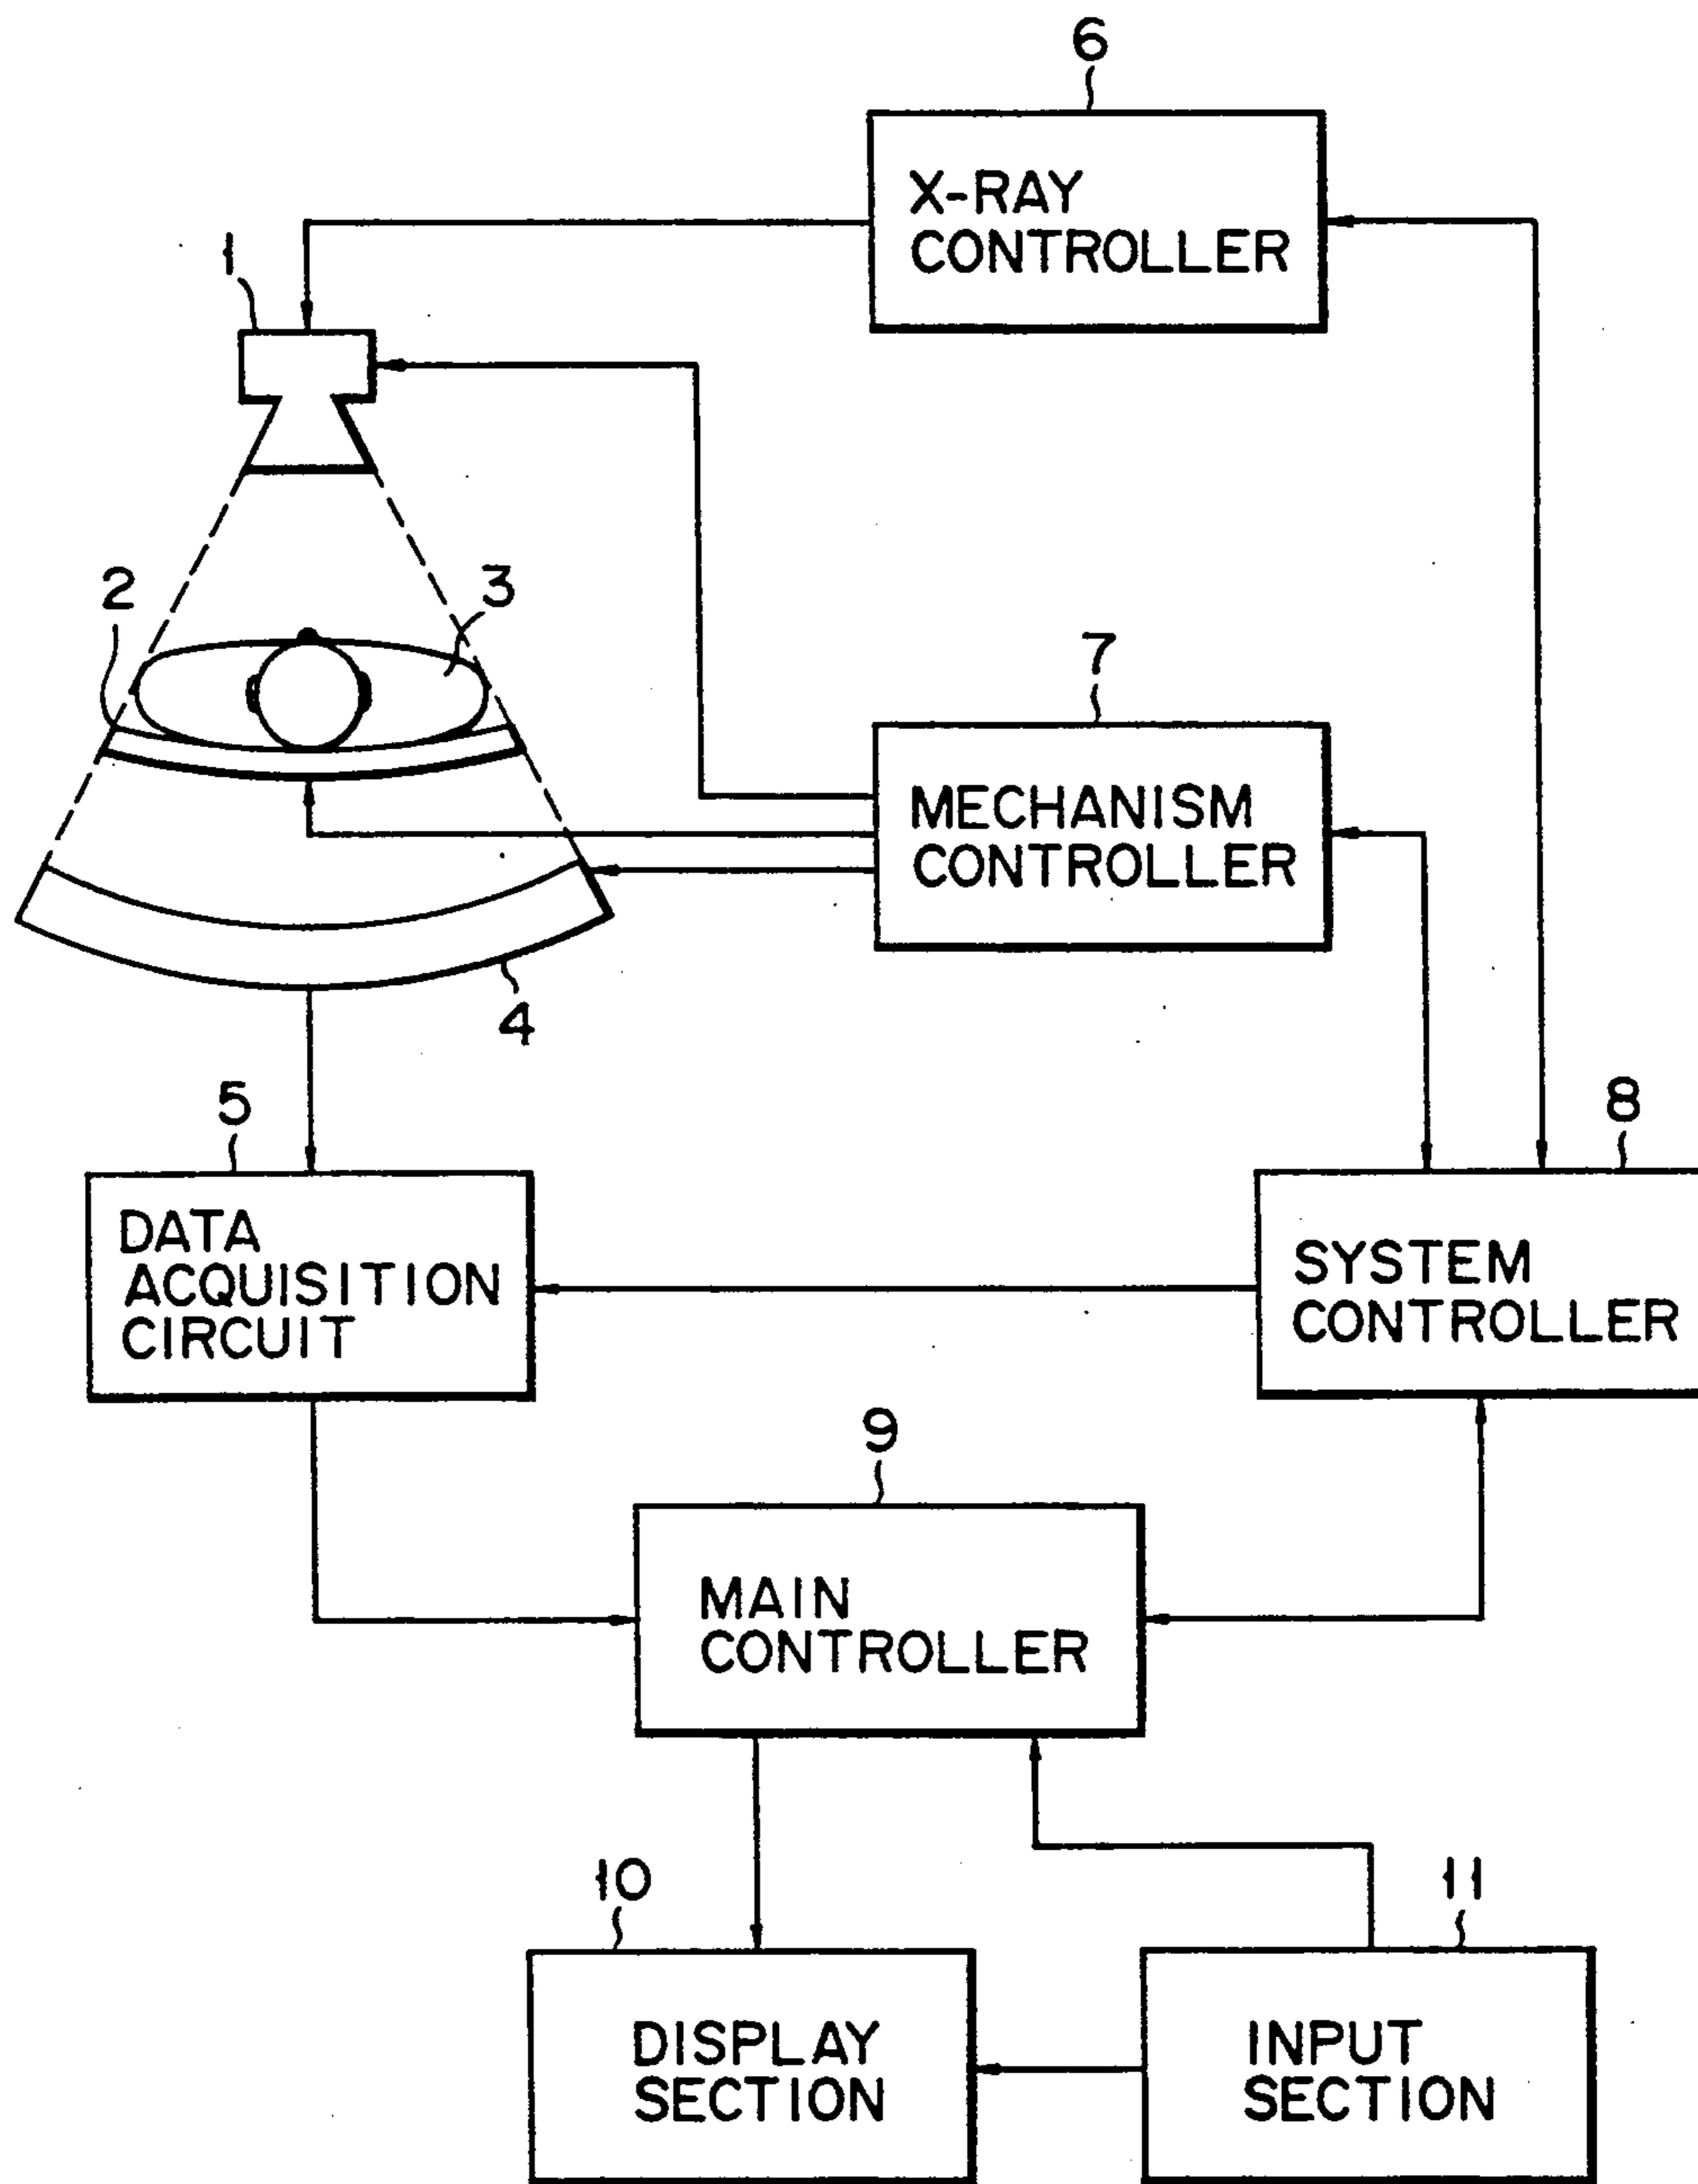 6
X-RAY
CONTROLLER
1
2
3
7
MECHANISM
CONTROLLER
4
5
8
DATA
ACQUISITION
CIRCUIT
SYSTEM
CONTROLLER
9
MAIN
CONTROLLER
10
11
DISPLAY
SECTION
INPUT
SECTION